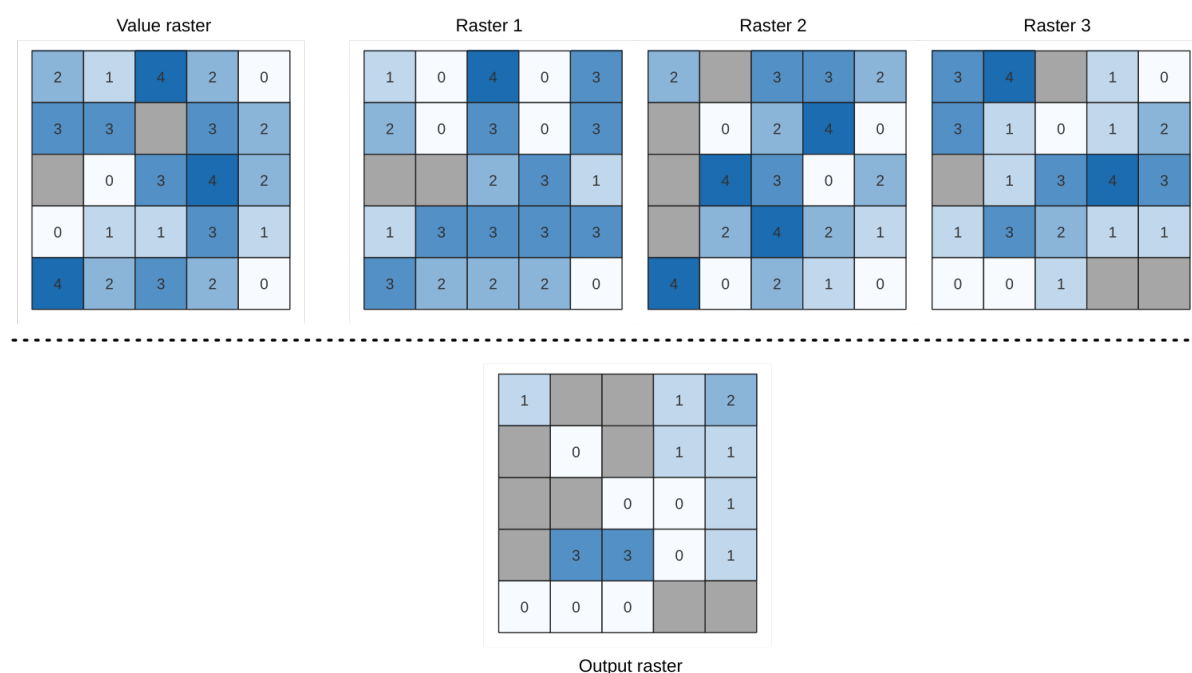 Value raster Raster 1 Raster 2 Raster 3
2 1 4 2 0 1 0 4 0 3 2 3 3 2 3 4 1 0
3 3 3 2 2 0 3 0 3 0 2 4 0 3 1 0 1 2
0 3 4 2 2 3 1 4 3 0 2 1 3 4 3
0 1 1 3 1 1 3 3 3 3 2 4 2 1 1 3 2 1 1
4 2 3 2 0 3 2 2 2 0 4 0 2 1 0 0 0 1
1 1 2
0 1 1
0 0 1
3 3 0 1
0 0 0
Output raster